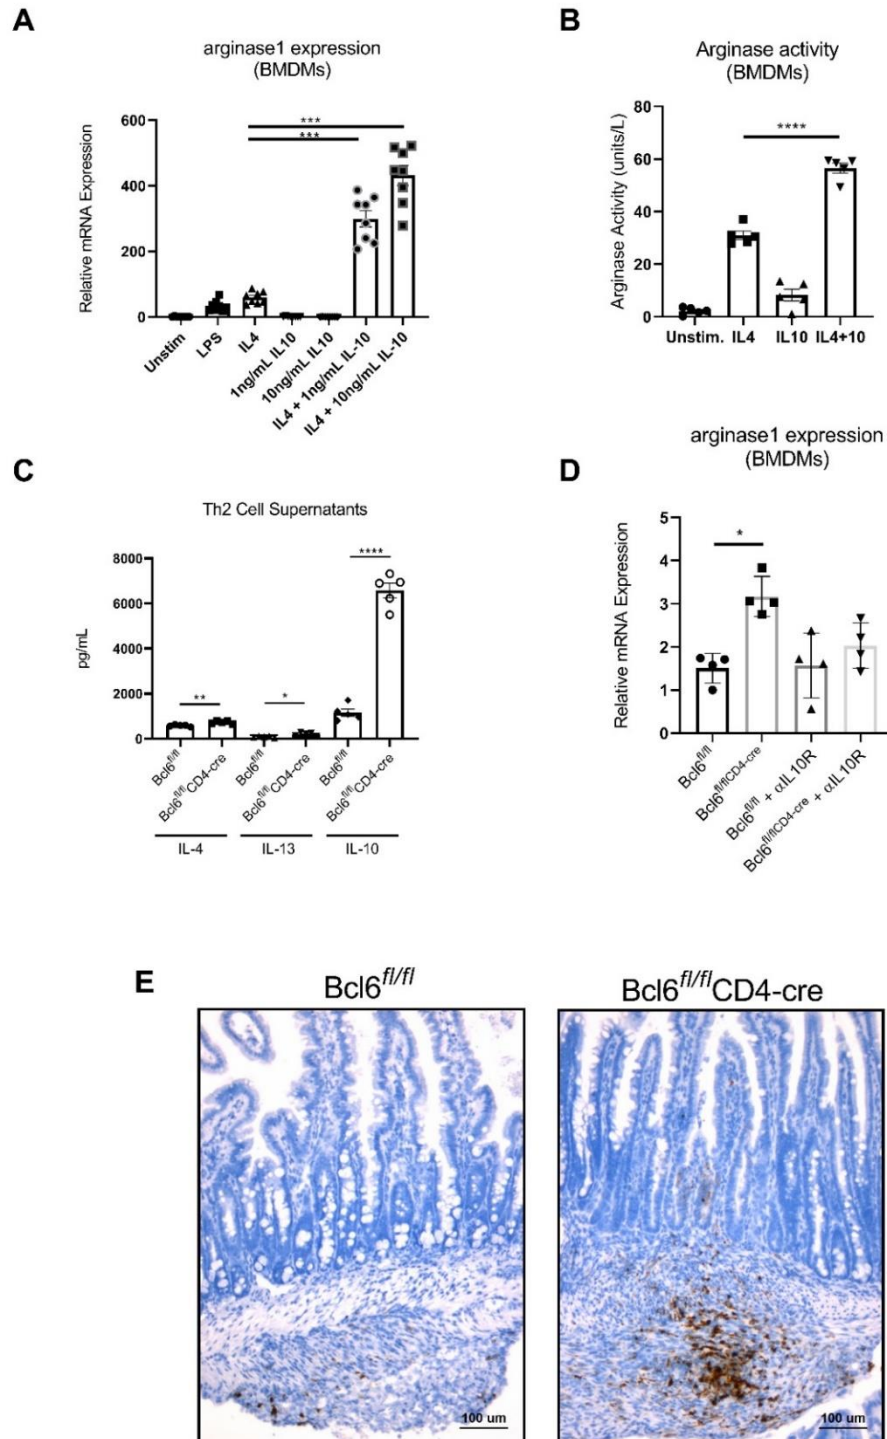 A
arginase1 expression
(BMDMs)
Relative mRNA Expression
600
400
200
0
***
***
Unstim
LPS
IL4
1ng/mL IL10
10ng/mL IL10
IL4 + 1ng/mL IL-10
IL4 + 10ng/mL IL-10
B
Arginase activity
(BMDMs)
Arginase Activity (units/L)
80
60
40
20
0
****
Unstim. IL4 IL10 IL4+10
C
Th2 Cell Supernatants
pg/mL
8000
6000
4000
2000
0
**
*
****
Bcl6fl/fl
Bcl6fl/flCD4-cre
Bcl6fl/fl
Bcl6fl/flCD4-cre
Bcl6fl/fl
Bcl6fl/flCD4-cre
IL-4 IL-13 IL-10
D
arginase1 expression
(BMDMs)
Relative mRNA Expression
5
4
3
2
1
0
*
Bcl6fl/fl
Bcl6fl/flCD4-cre
Bcl6fl/fl + αIL10R
Bcl6fl/flCD4-cre + αIL10R
E
Bcl6fl/fl
Bcl6fl/flCD4-cre
100 um
100 um